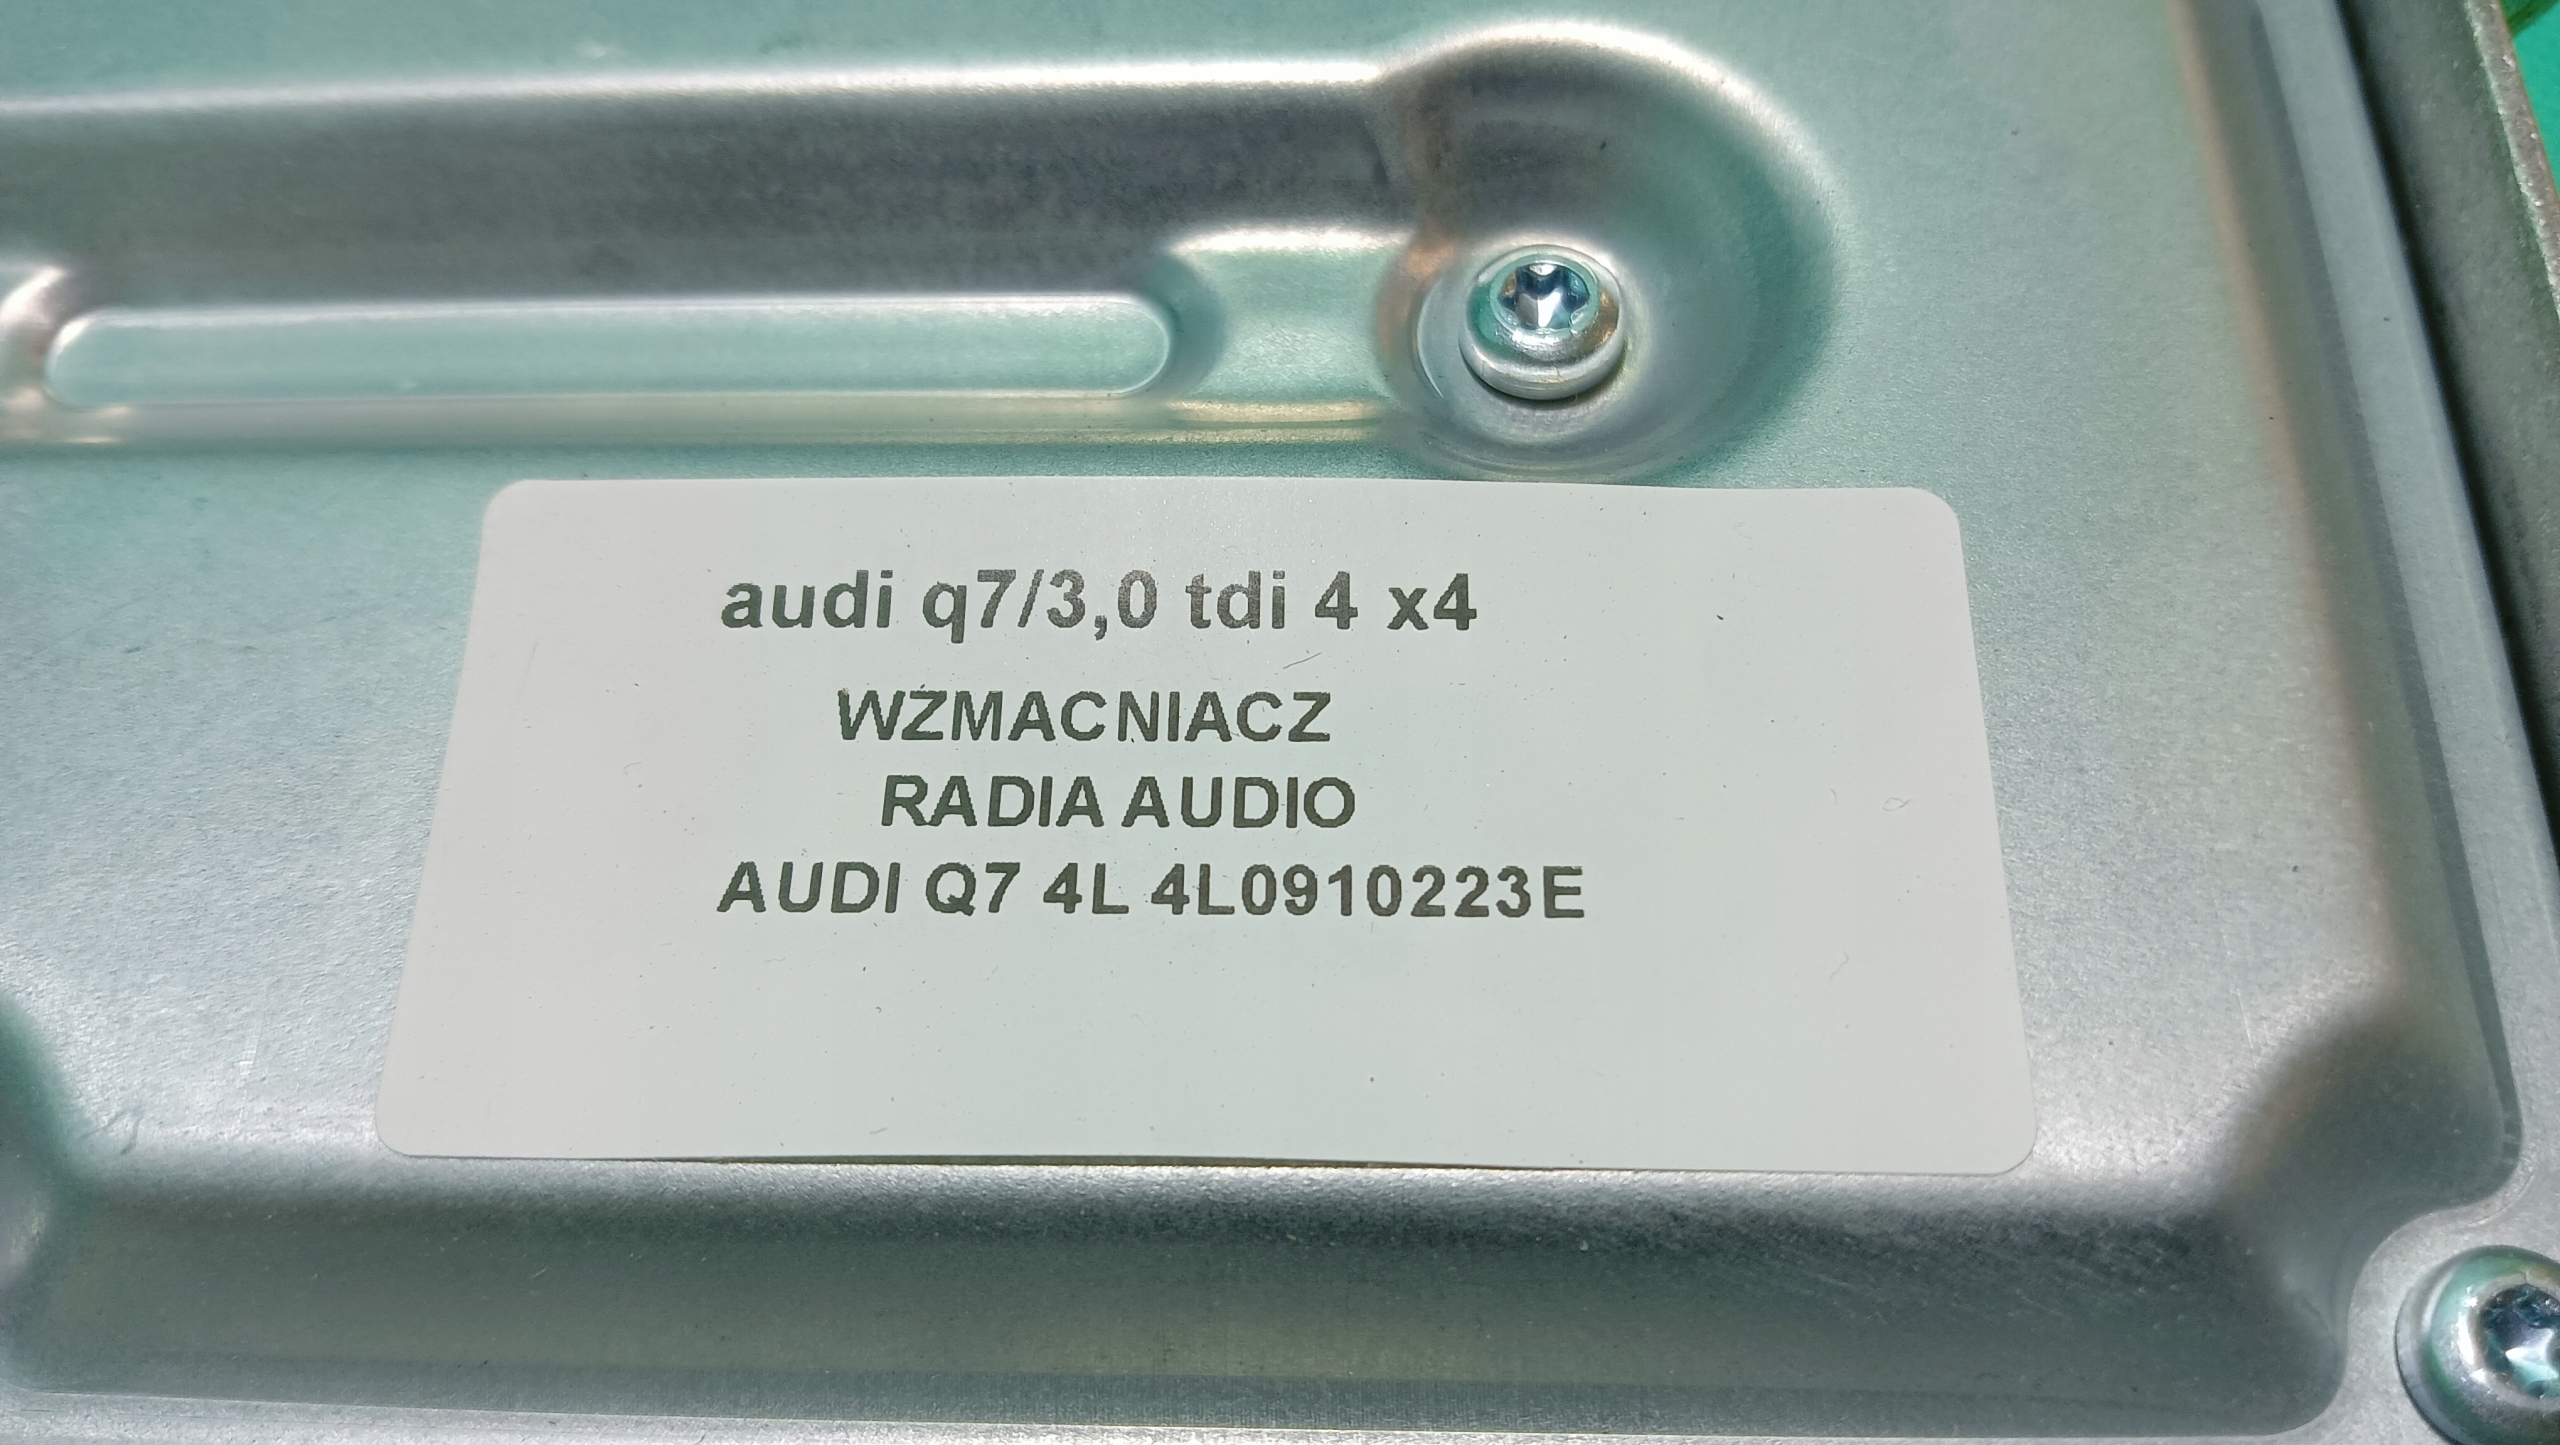 audi q7/3,0 tdi 4 x4
WZMACNIACZ
RADIA AUDIO
AUDI Q7 4L 4L0910223E